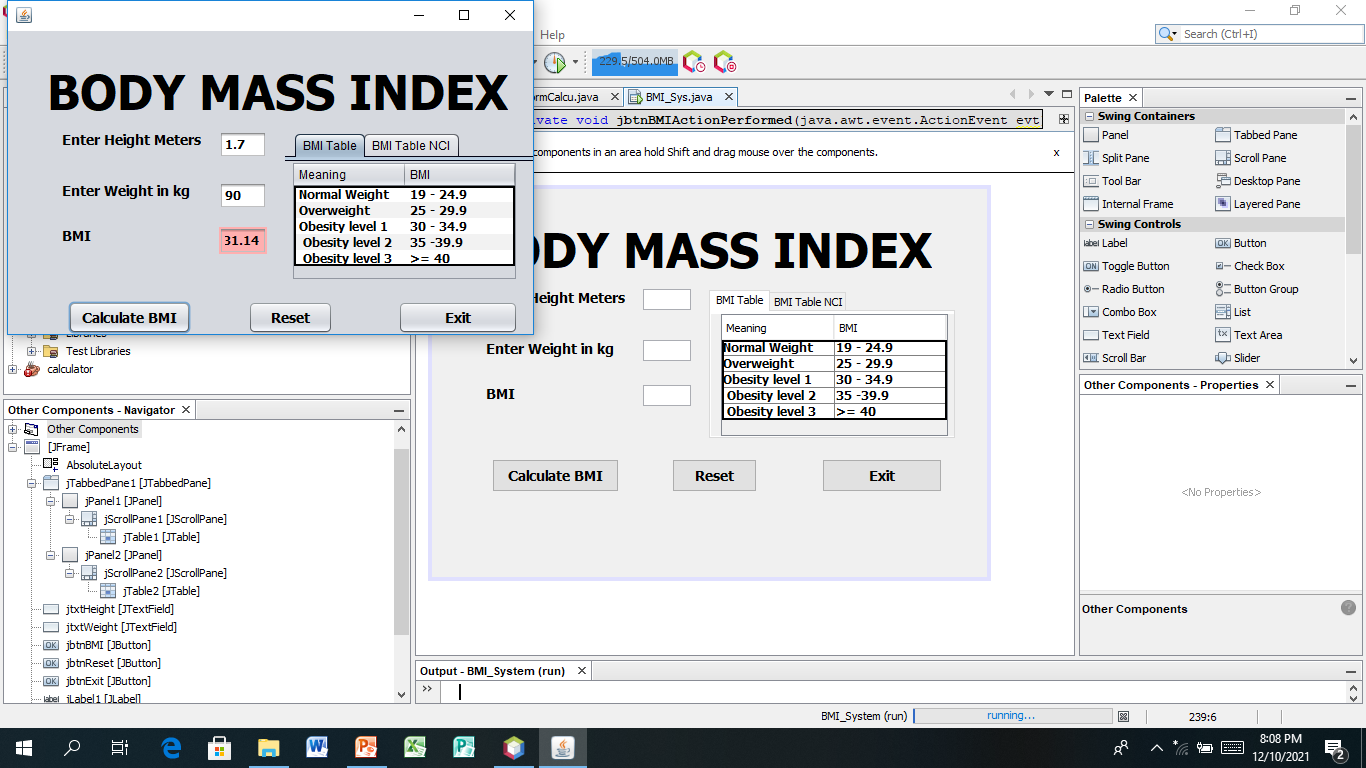 Help
Search (Ctrl+I)
229.5/504.0MB
BODY MASS INDEX
Enter Height Meters
1.7
Enter Weight in kg
90
BMI
31.14
BMI Table
BMI Table NCI
Meaning BMI
Normal Weight 19 - 24.9
Overweight 25 - 29.9
Obesity level 1 30 - 34.9
Obesity level 2 35 -39.9
Obesity level 3 >= 40
Calculate BMI
Reset
Exit
ormCalcu.java
BMI_Sys.java
vate void jbtnBMIActionPerformed(java.awt.event.ActionEvent evt
components in an area hold Shift and drag mouse over the components.
x
ODY MASS INDEX
Height Meters
Enter Weight in kg
BMI
BMI Table
BMI Table NCI
Meaning BMI
Normal Weight 19 - 24.9
Overweight 25 - 29.9
Obesity level 1 30 - 34.9
Obesity level 2 35 -39.9
Obesity level 3 >= 40
Calculate BMI
Reset
Exit
Palette
Swing Containers
Panel Tabbed Pane
Split Pane Scroll Pane
Tool Bar Desktop Pane
Internal Frame Layered Pane
Swing Controls
label Label OK Button
ON Toggle Button Check Box
Radio Button Button Group
Combo Box List
Text Field Text Area
Scroll Bar Slider
Other Components - Properties
<No Properties>
Other Components
Libraries
Test Libraries
calculator
Other Components - Navigator
Other Components
[JFrame]
AbsoluteLayout
jTabbedPane1 [JTabbedPane]
jPanel1 [JPanel]
jScrollPane1 [JScrollPane]
jTable1 [JTable]
jPanel2 [JPanel]
jScrollPane2 [JScrollPane]
jTable2 [JTable]
jtxtHeight [JTextField]
jtxtWeight [JTextField]
OK jbtnBMI [JButton]
OK jbtnReset [JButton]
OK jbtnExit [JButton]
label jLabel1 [JLabel]
Output - BMI_System (run)
BMI_System (run)
running...
239:6
8:08 PM
12/10/2021
2